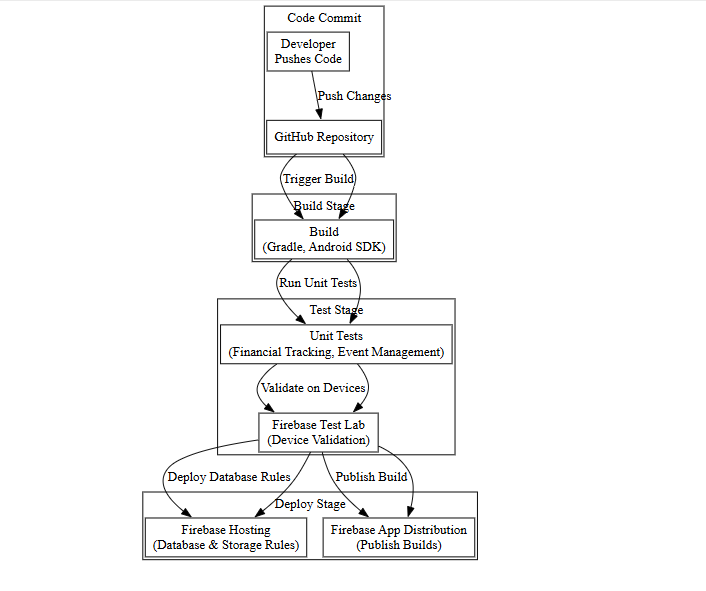 Code Commit
Developer
Pushes Code
Push Changes
GitHub Repository
Trigger Build
Build Stage
Build
(Gradle, Android SDK)
Run Unit Tests
Test Stage
Unit Tests
(Financial Tracking, Event Management)
Validate on Devices
Firebase Test Lab
(Device Validation)
Deploy Database Rules
Publish Build
Deploy Stage
Firebase Hosting
(Database & Storage Rules)
Firebase App Distribution
(Publish Builds)